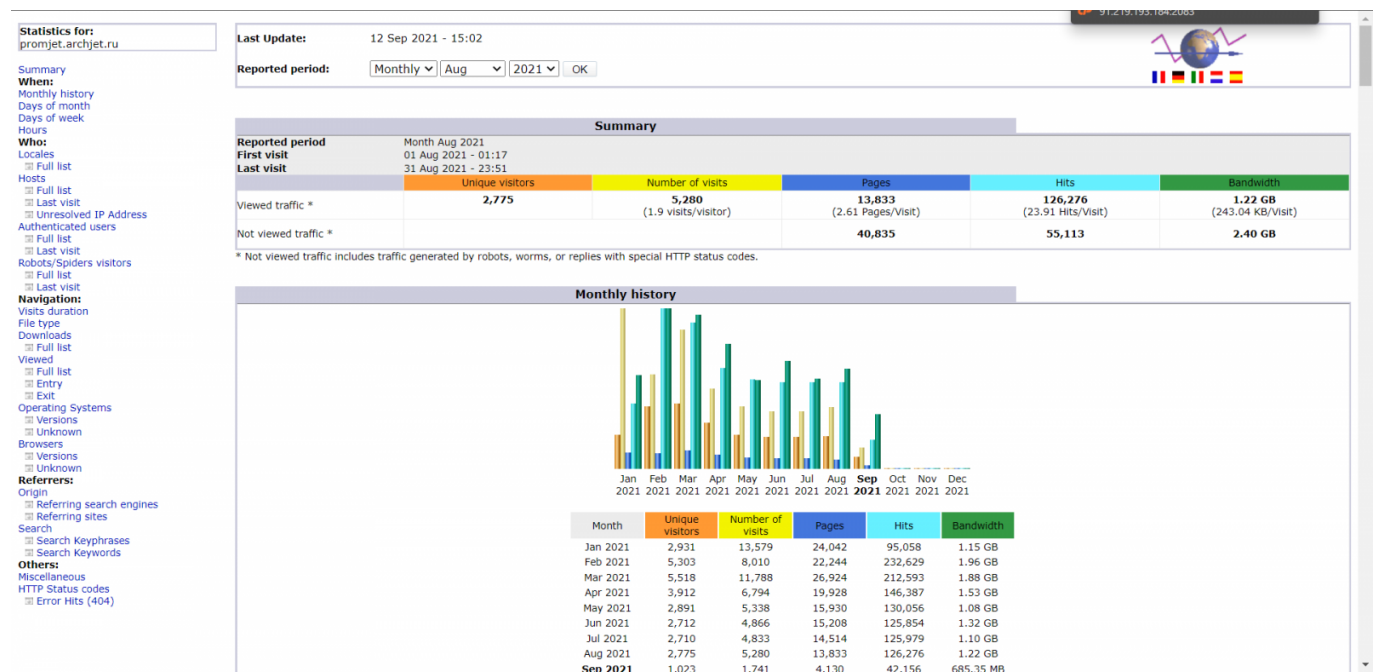 91.219.193.184:2083
Statistics for:
promjet.archjet.ru
Summary
When:
Monthly history
Days of month
Days of week
Hours
Who:
Locales
Full list
Hosts
Full list
Last visit
Unresolved IP Address
Authenticated users
Full list
Last visit
Robots/Spiders visitors
Full list
Last visit
Navigation:
Visits duration
File type
Downloads
Full list
Viewed
Full list
Entry
Exit
Operating Systems
Versions
Unknown
Browsers
Versions
Unknown
Referrers:
Origin
Referring search engines
Referring sites
Search
Search Keyphrases
Search Keywords
Others:
Miscellaneous
HTTP Status codes
Error Hits (404)
Last Update: 12 Sep 2021 - 15:02
Reported period: Monthly Aug 2021 OK
Summary
Reported period Month Aug 2021
First visit 01 Aug 2021 - 01:17
Last visit 31 Aug 2021 - 23:51
Unique visitors Number of visits Pages Hits Bandwidth
Viewed traffic * 2,775 5,280 13,833 126,276 1.22 GB
(1.9 visits/visitor) (2.61 Pages/Visit) (23.91 Hits/Visit) (243.04 KB/Visit)
Not viewed traffic * 40,835 55,113 2.40 GB
* Not viewed traffic includes traffic generated by robots, worms, or replies with special HTTP status codes.
Monthly history
Jan Feb Mar Apr May Jun Jul Aug Sep Oct Nov Dec
2021 2021 2021 2021 2021 2021 2021 2021 2021 2021 2021 2021
Month Unique visitors Number of visits Pages Hits Bandwidth
Jan 2021 2,931 13,579 24,042 95,058 1.15 GB
Feb 2021 5,303 8,010 22,244 232,629 1.96 GB
Mar 2021 5,518 11,788 26,924 212,593 1.88 GB
Apr 2021 3,912 6,794 19,928 146,387 1.53 GB
May 2021 2,891 5,338 15,930 130,056 1.08 GB
Jun 2021 2,712 4,866 15,208 125,854 1.32 GB
Jul 2021 2,710 4,833 14,514 125,979 1.10 GB
Aug 2021 2,775 5,280 13,833 126,276 1.22 GB
Sep 2021 1,023 1,741 4,130 42,156 685.35 MB